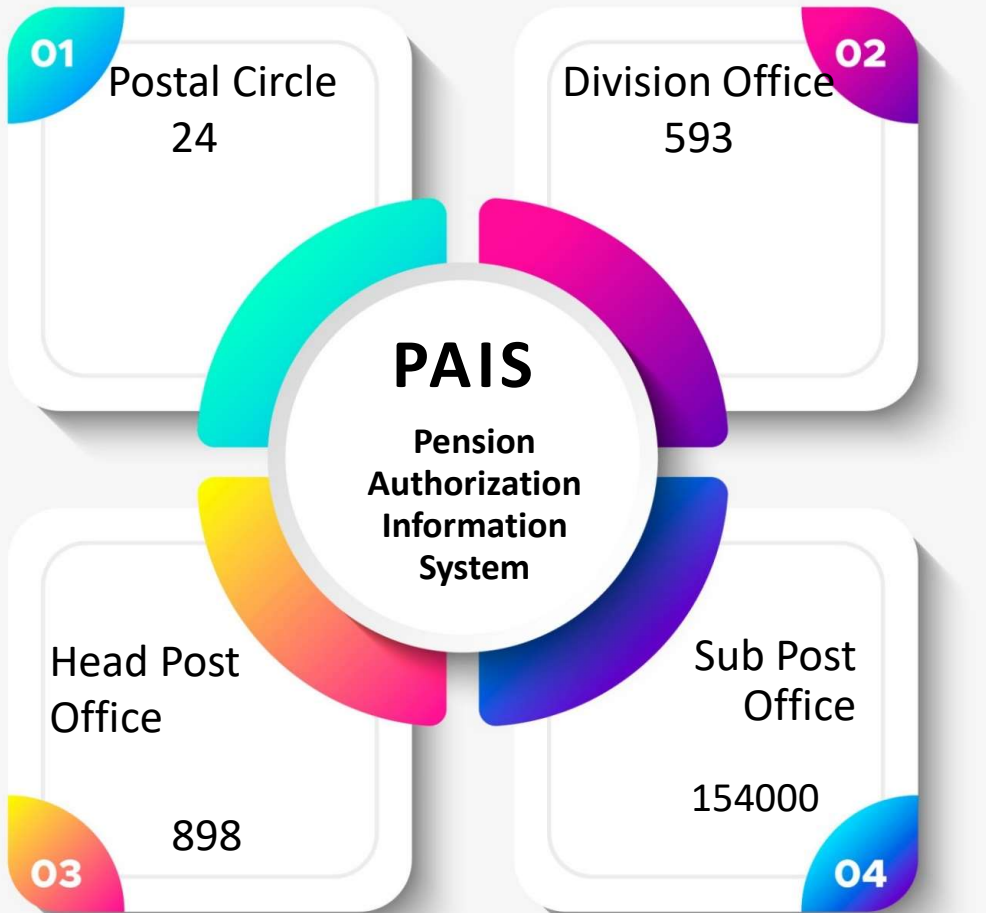 01
Postal Circle
24
02
Division Office
593
PAIS
Pension
Authorization
Information
System
Head Post
Office
898
03
Sub Post
Office
154000
04